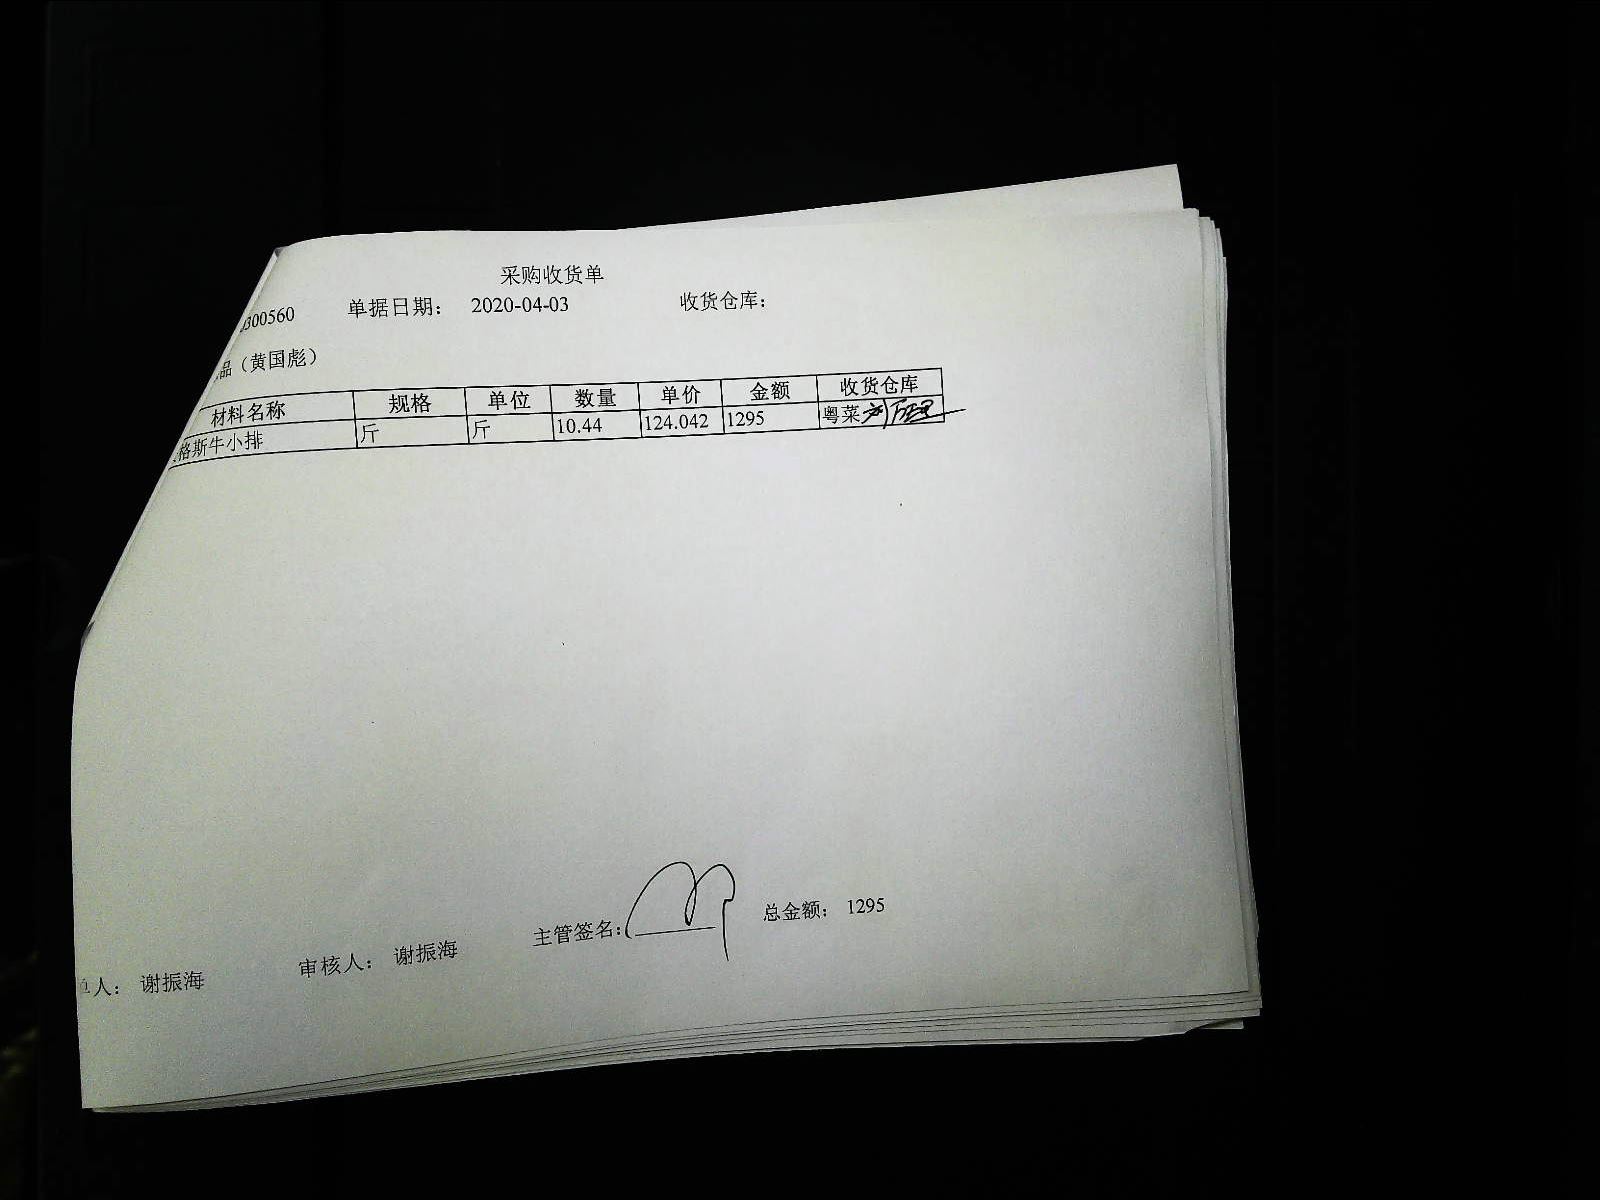 采购收货单
300560 单据日期： 2020-04-03 收货仓库：
品（黄国彪）
材料名称 规格 单位 数量 单价 金额 收货仓库
格斯牛小排 斤 斤 10.44 124.042 1295 粤菜
主管签名： 总金额： 1295
人： 谢振海 审核人： 谢振海